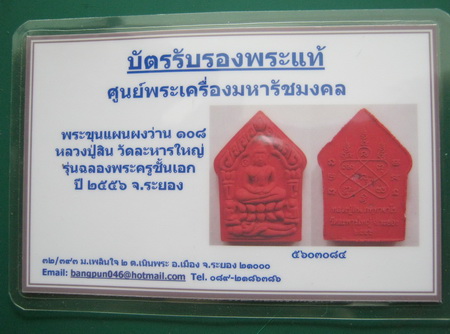 บัตรรับรองพระแท้
ศูนย์พระเครื่องมหารัชมงคล
พระขุนแผนผงว่าน ๑๐๘
หลวงปู่สิน วัดละหารใหญ่
รุ่นฉลองพระครูชั้นเอก
ปี ๒๕๕๖ จ.ระยอง
๕๖๐๓๐๘๔
๓๒/๓๙๓ ม.เพลินใจ ๒ ต.เนินพระ อ.เมือง จ.ระยอง ๒๑๐๐๐
Email: bangpun046@hotmail.com Tel. ๐๘๙-๒๑๘๖๓๘๖